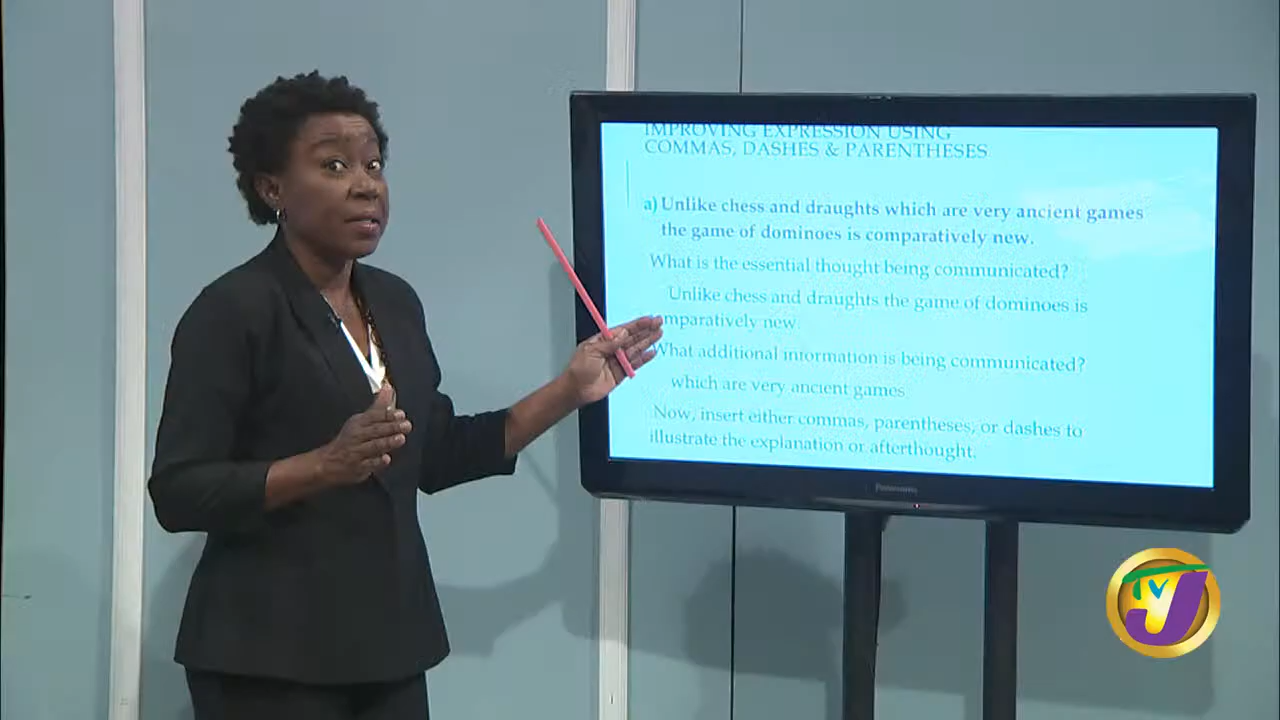 IMPROVING EXPRESSION USING
COMMAS, DASHES & PARENTHESES
a) Unlike chess and draughts which are very ancient games
the game of dominoes is comparatively new.
What is the essential thought being communicated?
Unlike chess and draughts the game of dominoes is
mparatively new.
What additional information is being communicated?
which are very ancient games
Now, insert either commas, parentheses, or dashes to
illustrate the explanation or afterthought.
Panasonic
TVJ